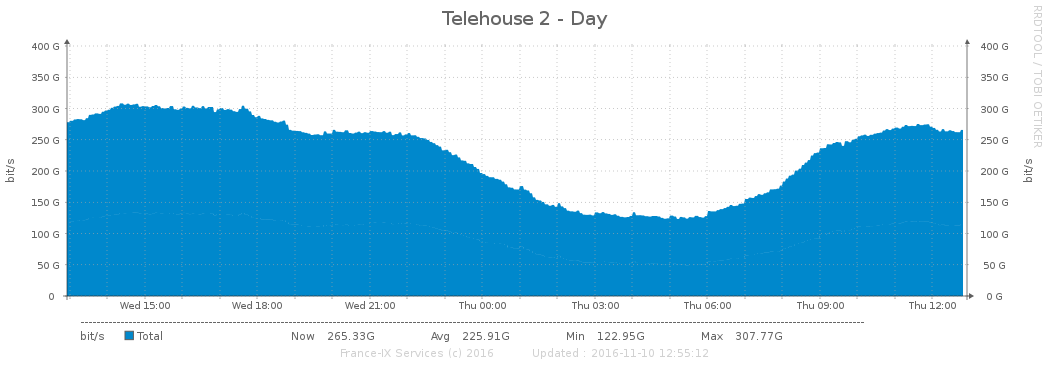 Telehouse 2 - Day
RRDTOOL / TOBI OETIKER
400 G 400 G
350 G 350 G
300 G 300 G
250 G 250 G
200 G 200 G
150 G 150 G
100 G 100 G
50 G 50 G
0 0 G
bit/s bit/s
Wed 15:00 Wed 18:00 Wed 21:00 Thu 00:00 Thu 03:00 Thu 06:00 Thu 09:00 Thu 12:00
bit/s Total Now 265.33G Avg 225.91G Min 122.95G Max 307.77G
France-IX Services (c) 2016 Updated : 2016-11-10 12:55:12